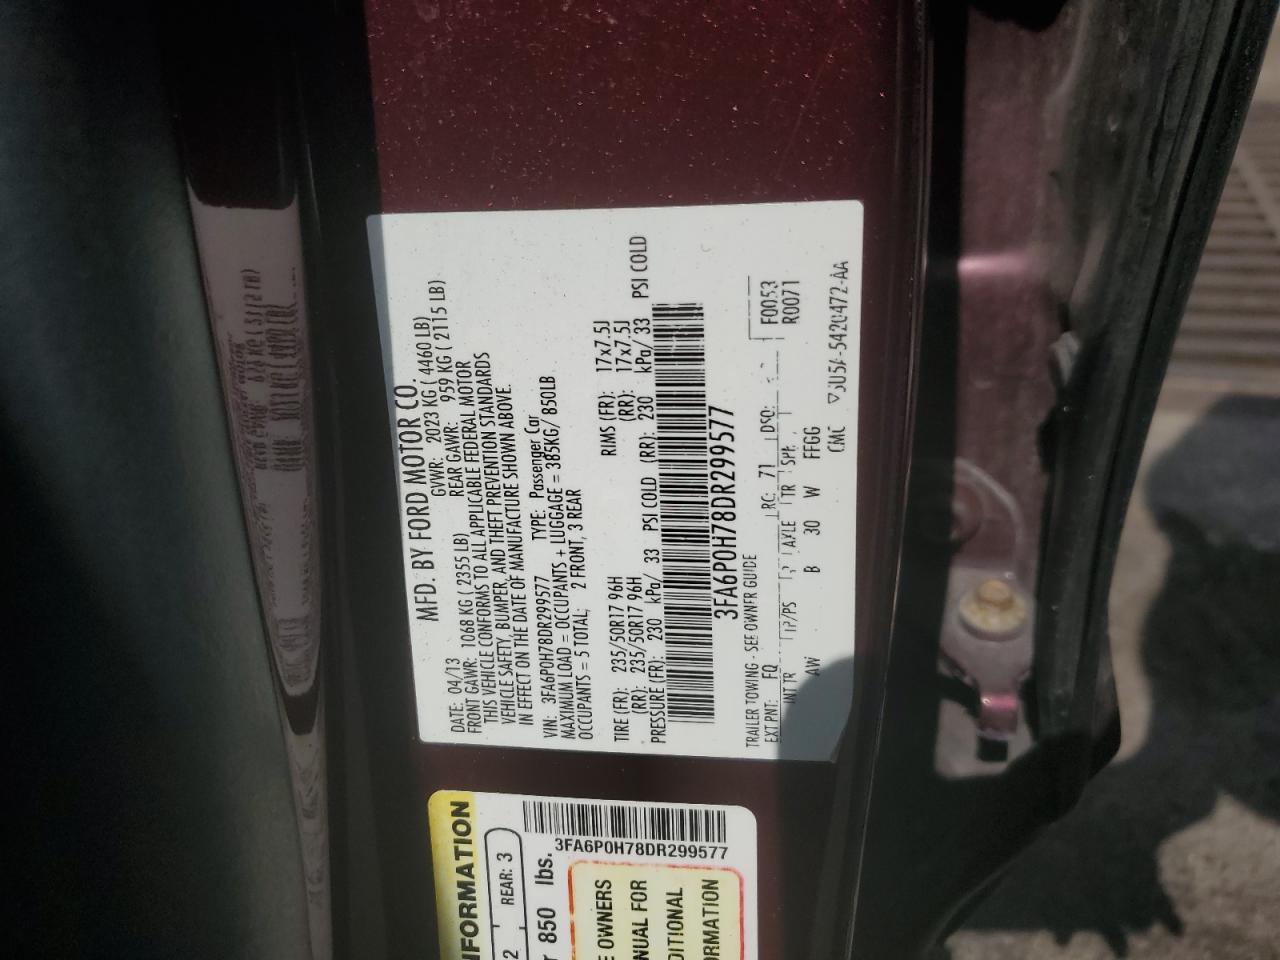 MFD. BY FORD MOTOR CO.
DATE: 04/13 GVWR: 2023 KG ( 4460 LB)
FRONT GAWR: 1068 KG ( 2355 LB) REAR GAWR: 959 KG ( 2115 LB)
THIS VEHICLE CONFORMS TO ALL APPLICABLE FEDERAL MOTOR
VEHICLE SAFETY, BUMPER, AND THEFT PREVENTION STANDARDS
IN EFFECT ON THE DATE OF MANUFACTURE SHOWN ABOVE.
VIN: 3FA6P0H78DR299577 TYPE: Passenger Car
MAXIMUM LOAD = OCCUPANTS + LUGGAGE = 385KG/ 850LB
OCCUPANTS = 5 TOTAL; 2 FRONT, 3 REAR
TIRE (FR): 235/50R17 96H RIMS (FR): 17x7.5J
(RR): 235/50R17 96H (RR): 17x7.5J
PRESSURE (FR): 230 kPa/ 33 PSI COLD (RR): 230 kPa/ 33 PSI COLD
3FA6P0H78DR299577
TRAILER TOWING - SEE OWNER GUIDE
F0053
EXT PNT: FQ RC: 71 DSO: R0071
INT TR TP/PS AXLE TR SPR
AW B 30 W FFGG
CMC 5420472-AA
3FA6P0H78DR299577
REAR: 3
850 lbs.
OWNERS
FOR